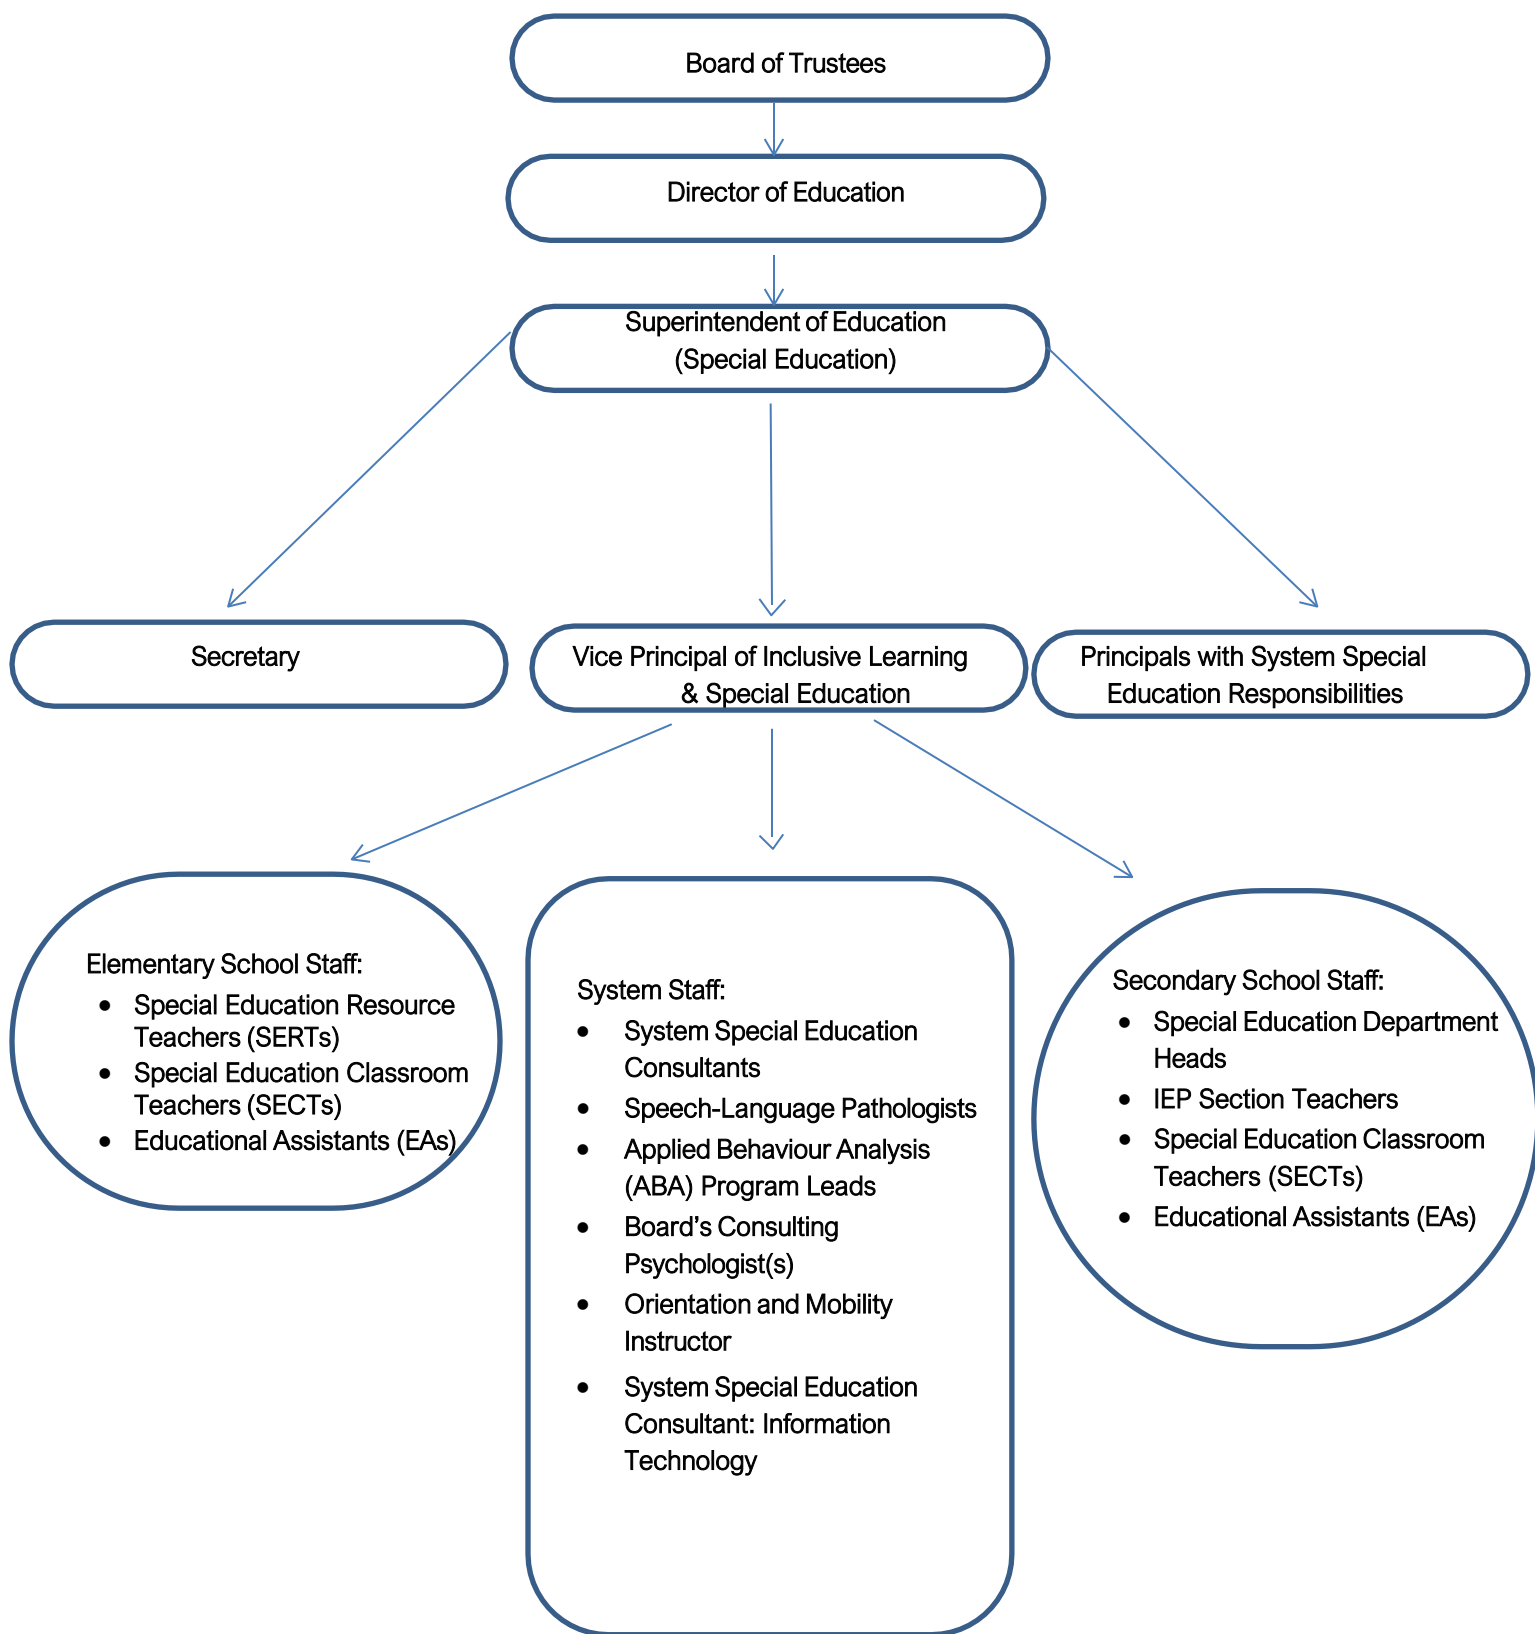 Board of Trustees
Director of Education
Superintendent of Education
(Special Education)
Secretary
Vice Principal of Inclusive Learning
& Special Education
Principals with System Special
Education Responsibilities
Elementary School Staff:
• Special Education Resource
Teachers (SERTs)
• Special Education Classroom
Teachers (SECTs)
• Educational Assistants (EAs)
System Staff:
• System Special Education
Consultants
• Speech-Language Pathologists
• Applied Behaviour Analysis
(ABA) Program Leads
• Board’s Consulting
Psychologist(s)
• Orientation and Mobility
Instructor
• System Special Education
Consultant: Information
Technology
Secondary School Staff:
• Special Education Department
Heads
• IEP Section Teachers
• Special Education Classroom
Teachers (SECTs)
• Educational Assistants (EAs)